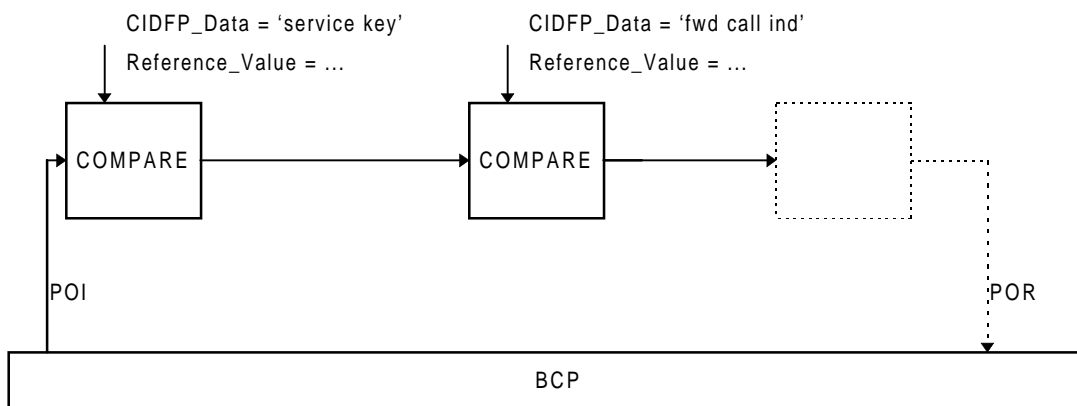 CIDFP_Data = ‘service key’
Reference_Value = ...
CIDFP_Data = ‘fwd call ind’
Reference_Value = ...
COMPARE
COMPARE
POI
POR
BCP